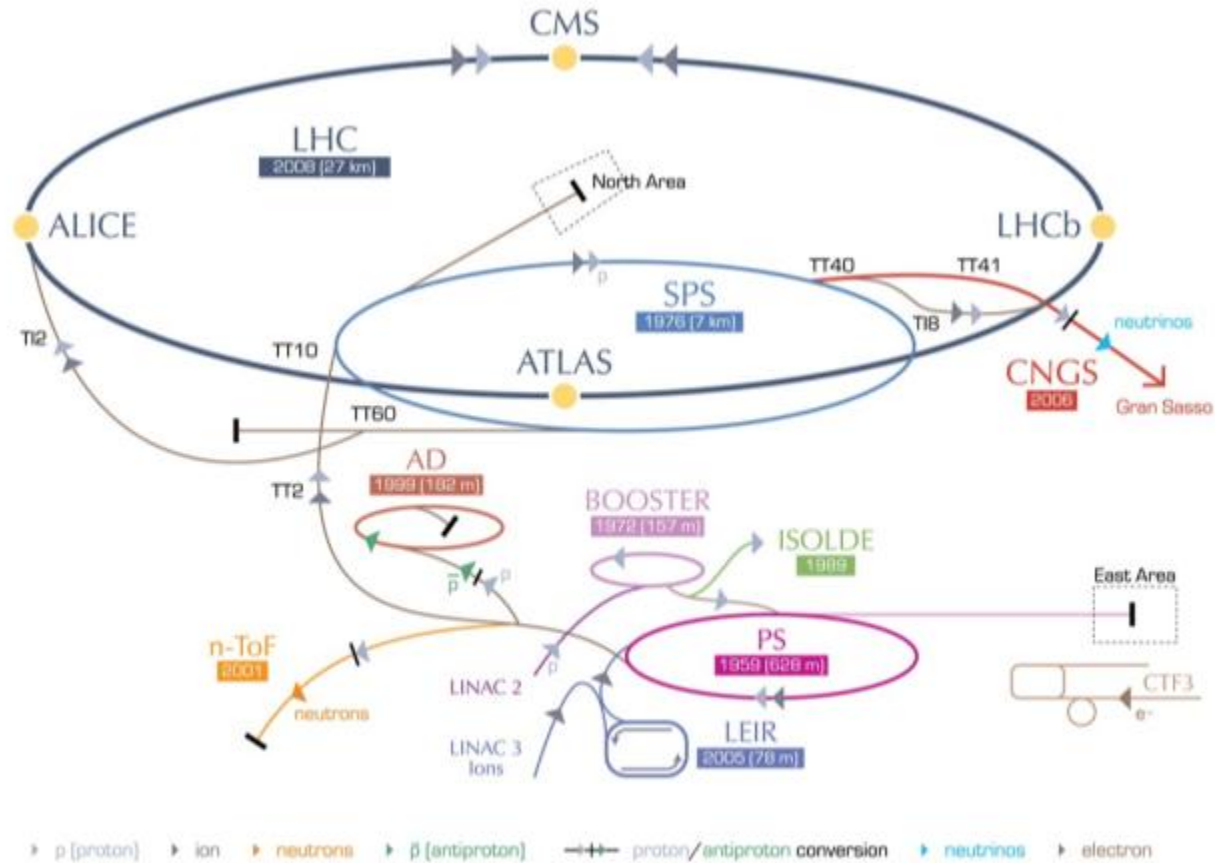 CMS
LHC
2008 (27 km)
North Area
ALICE
LHCb
TT40
TT41
SPS
1976 (7 km)
TI8
neutrinos
TI2
TT10
ATLAS
CNGS
2006
Gran Sasso
p
TT60
AD
1999 (182 m)
TT2
BOOSTER
1972 (157 m)
ISOLDE
1989
p̄
p
East Area
n-ToF
2001
PS
1959 (628 m)
p
LINAC 2
neutrons
CTF3
e-
LEIR
2005 (78 m)
LINAC 3
Ions
p (proton) ion neutrons p̄ (antiproton) proton/antiproton conversion neutrinos electron